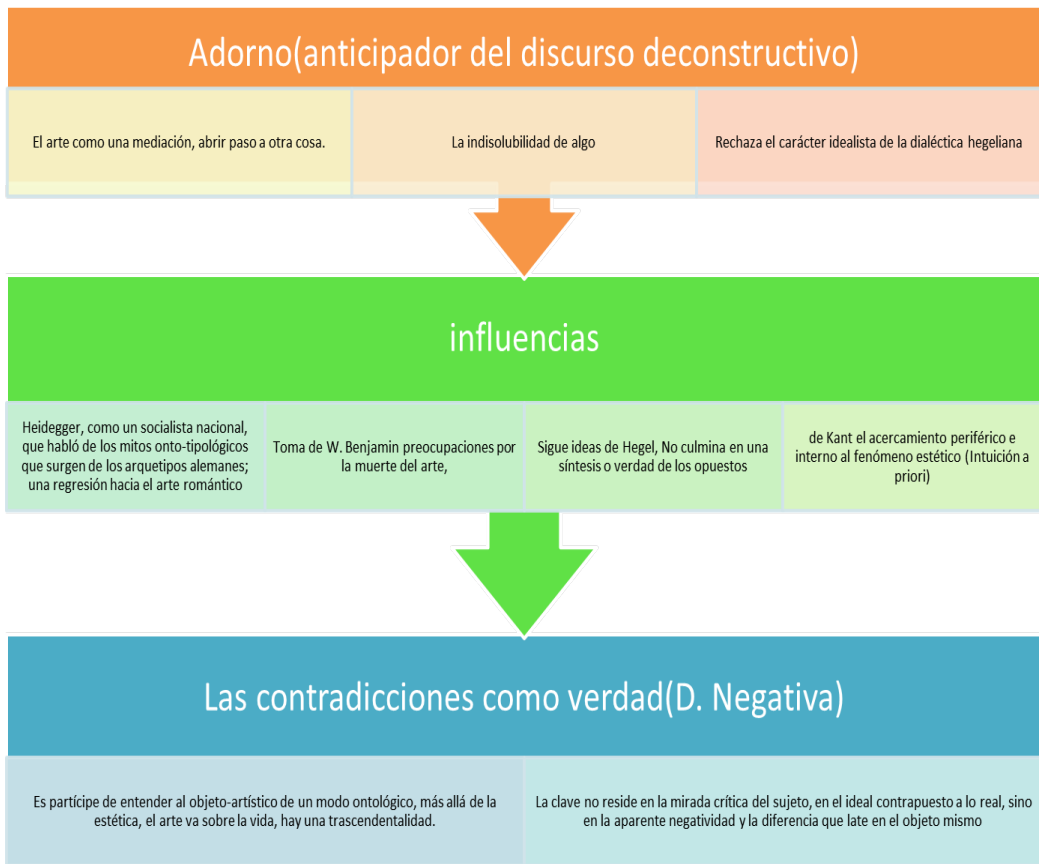 Adorno(anticipador del discurso deconstructivo)
El arte como una mediación, abrir paso a otra cosa.
La indisolubilidad de algo
Rechaza el carácter idealista de la dialéctica hegeliana
influencias
Heidegger, como un socialista nacional,
que habló de los mitos onto-tipológicos
que surgen de los arquetipos alemanes;
una regresión hacia el arte romántico
Toma de W. Benjamin preocupaciones por
la muerte del arte,
Sigue ideas de Hegel, No culmina en una
síntesis o verdad de los opuestos
de Kant el acercamiento periférico e
interno al fenómeno estético (Intuición a
priori)
Las contradicciones como verdad(D. Negativa)
Es partícipe de entender al objeto-artístico de un modo ontológico, más allá de la
estética, el arte va sobre la vida, hay una trascendentalidad.
La clave no reside en la mirada crítica del sujeto, en el ideal contrapuesto a lo real, sino
en la aparente negatividad y la diferencia que late en el objeto mismo